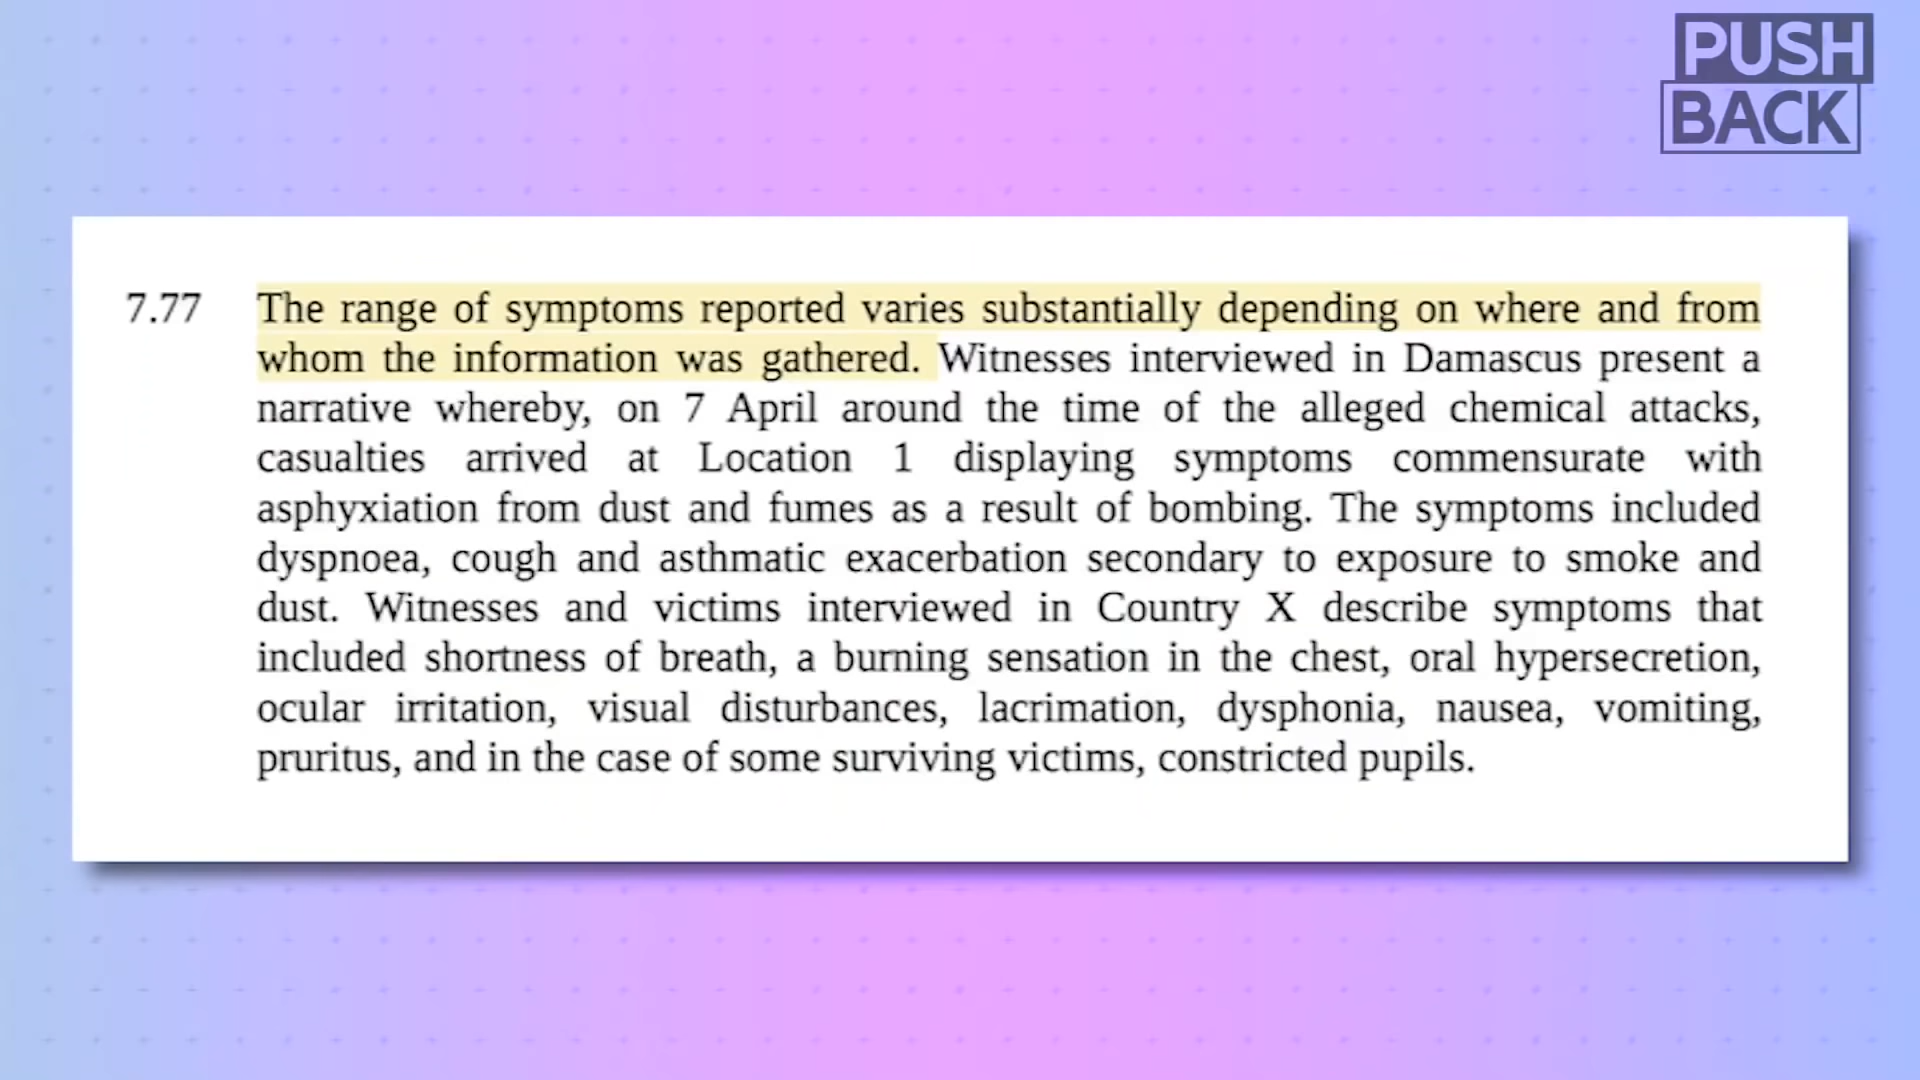 PUSH
BACK
7.77 The range of symptoms reported varies substantially depending on where and from
whom the information was gathered. Witnesses interviewed in Damascus present a
narrative whereby, on 7 April around the time of the alleged chemical attacks,
casualties arrived at Location 1 displaying symptoms commensurate with
asphyxiation from dust and fumes as a result of bombing. The symptoms included
dyspnoea, cough and asthmatic exacerbation secondary to exposure to smoke and
dust. Witnesses and victims interviewed in Country X describe symptoms that
included shortness of breath, a burning sensation in the chest, oral hypersecretion,
ocular irritation, visual disturbances, lacrimation, dysphonia, nausea, vomiting,
pruritus, and in the case of some surviving victims, constricted pupils.